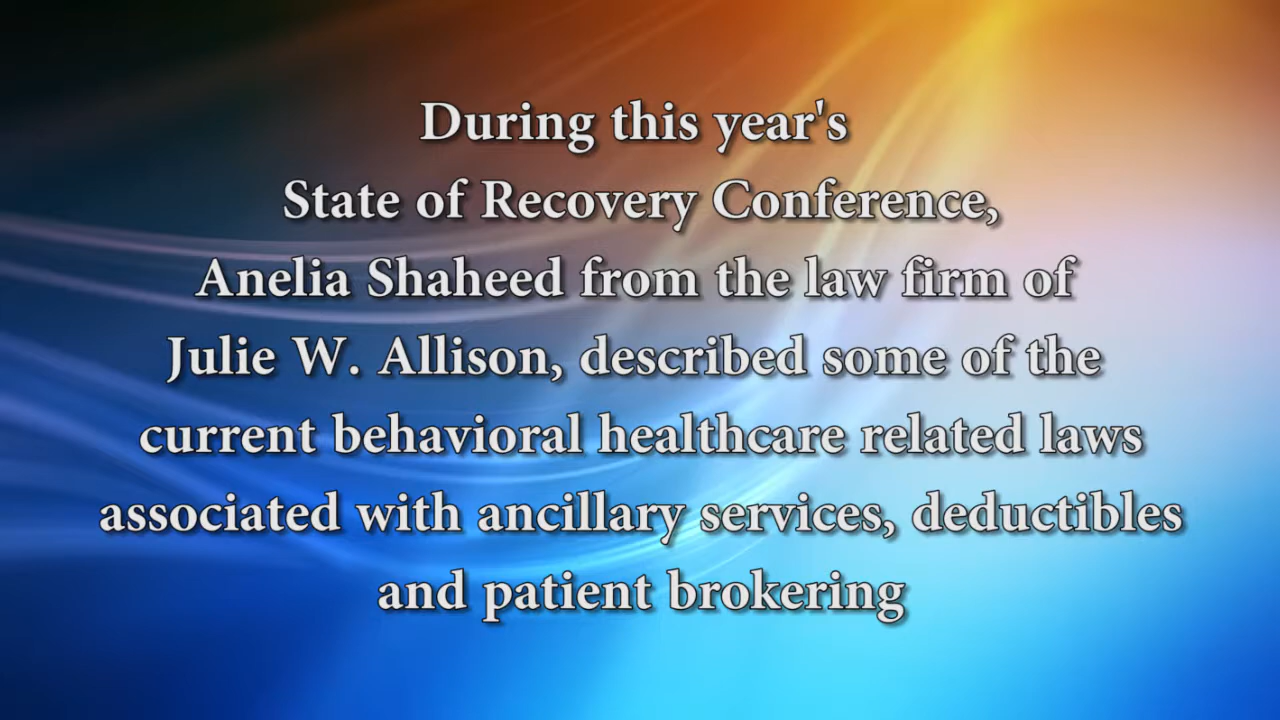 During this year's
State of Recovery Conference,
Anelia Shaheed from the law firm of
Julie W. Allison, described some of the
current behavioral healthcare related laws
associated with ancillary services, deductibles
and patient brokering